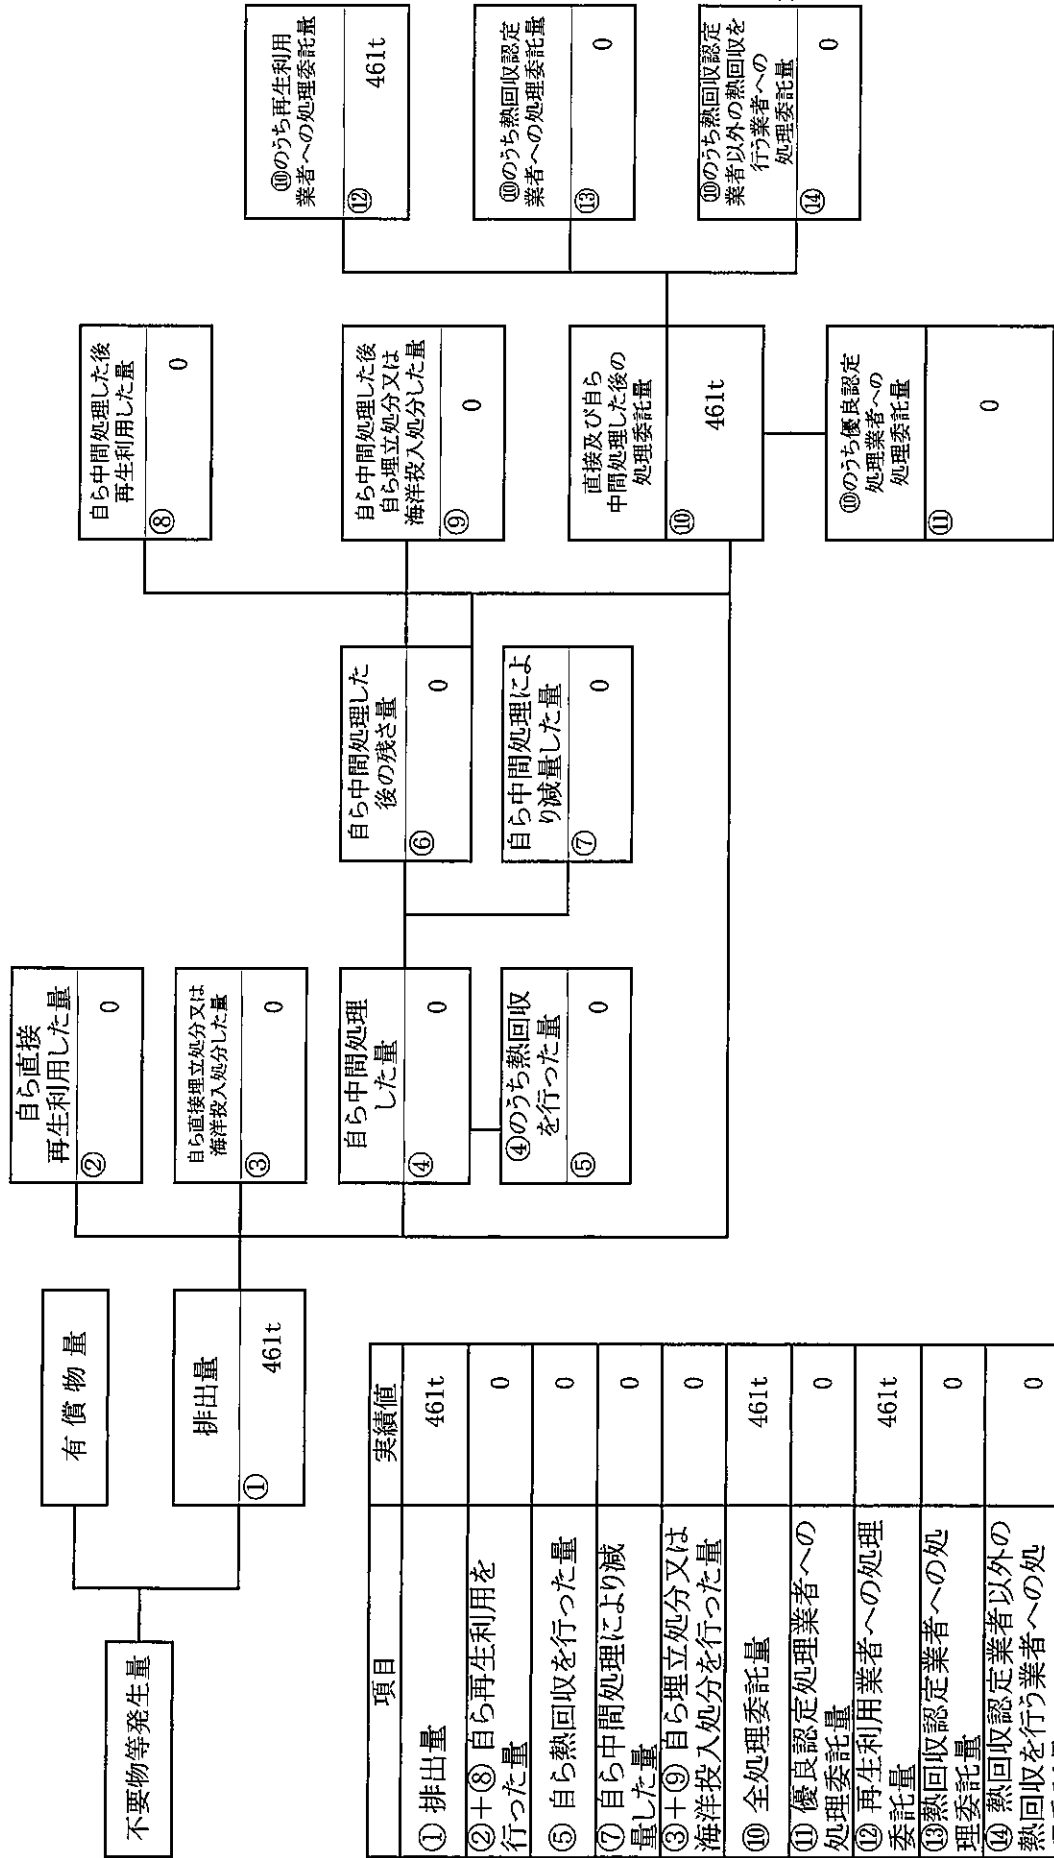 不要物等発生量
有償物量
排出量
① 461t
自ら直接
再生利用した量
② 0
自ら直接埋立処分又は
海洋投入処分した量
③ 0
自ら中間処理
した量
④ 0
④のうち熱回収
を行った量
⑤ 0
自ら中間処理した
後の残さ量
⑥ 0
自ら中間処理によ
り減量した量
⑦ 0
自ら中間処理した後
再生利用した量
⑧ 0
自ら中間処理した後
自ら埋立処分又は
海洋投入処分した量
⑨ 0
直接及び自ら
中間処理した後の
処理委託量
⑩ 461t
⑩のうち優良認定
処理業者への
処理委託量
⑪ 0
⑩のうち再生利用
業者への処理委託量
⑫ 461t
⑩のうち熱回収認定
業者への処理委託量
⑬ 0
⑩のうち熱回収認定
業者以外の熱回収を
行う業者への
処理委託量
⑭ 0
項目 実績値
① 排出量 461t
②+⑧ 自ら再生利用を
行った量 0
⑤ 自ら熱回収を行った量 0
⑦ 自ら中間処理により減
量した量 0
③+⑨ 自ら埋立処分又は
海洋投入処分を行った量 0
⑩ 全処理委託量 461t
⑪ 優良認定処理業者への
処理委託量 0
⑫ 再生利用業者への処理
委託量 461t
⑬熱回収認定業者への処
理委託量 0
⑭ 熱回収認定業者以外の
熱回収を行う業者への処 0